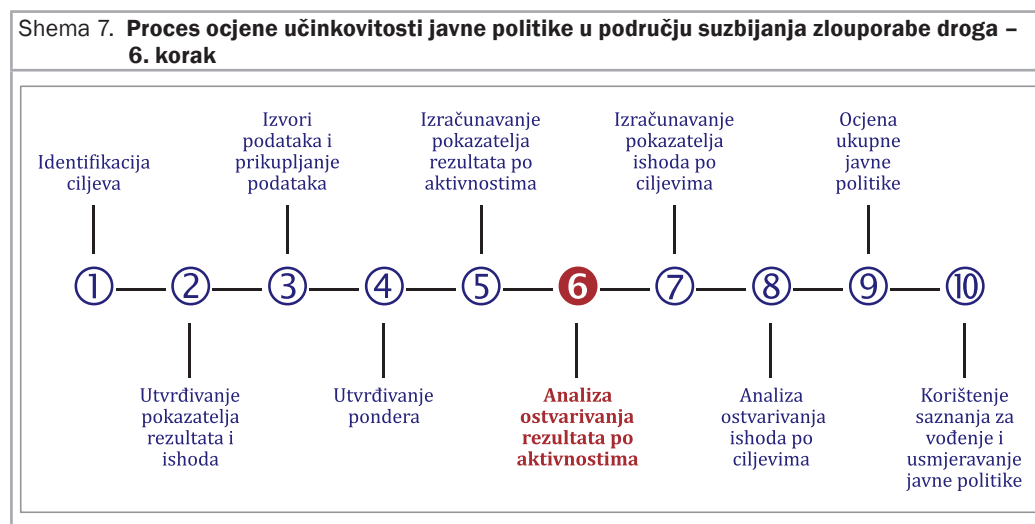 Shema 7. Proces ocjene učinkovitosti javne politike u području suzbijanja zlouporabe droga –
6. korak
Identifikacija
ciljeva
Izvori
podataka i
prikupljanje
podataka
Izračunavanje
pokazatelja
rezultata po
aktivnostima
Izračunavanje
pokazatelja
ishoda po
ciljevima
Ocjena
ukupne
javne
politike
1 2 3 4 5 6 7 8 9 10
Utvrđivanje
pokazatelja
rezultata i
ishoda
Utvrđivanje
pondera
Analiza
ostvarivanja
rezultata po
aktivnostima
Analiza
ostvarivanja
ishoda po
ciljevima
Korištenje
saznanja za
vođenje i
usmjeravanje
javne politike